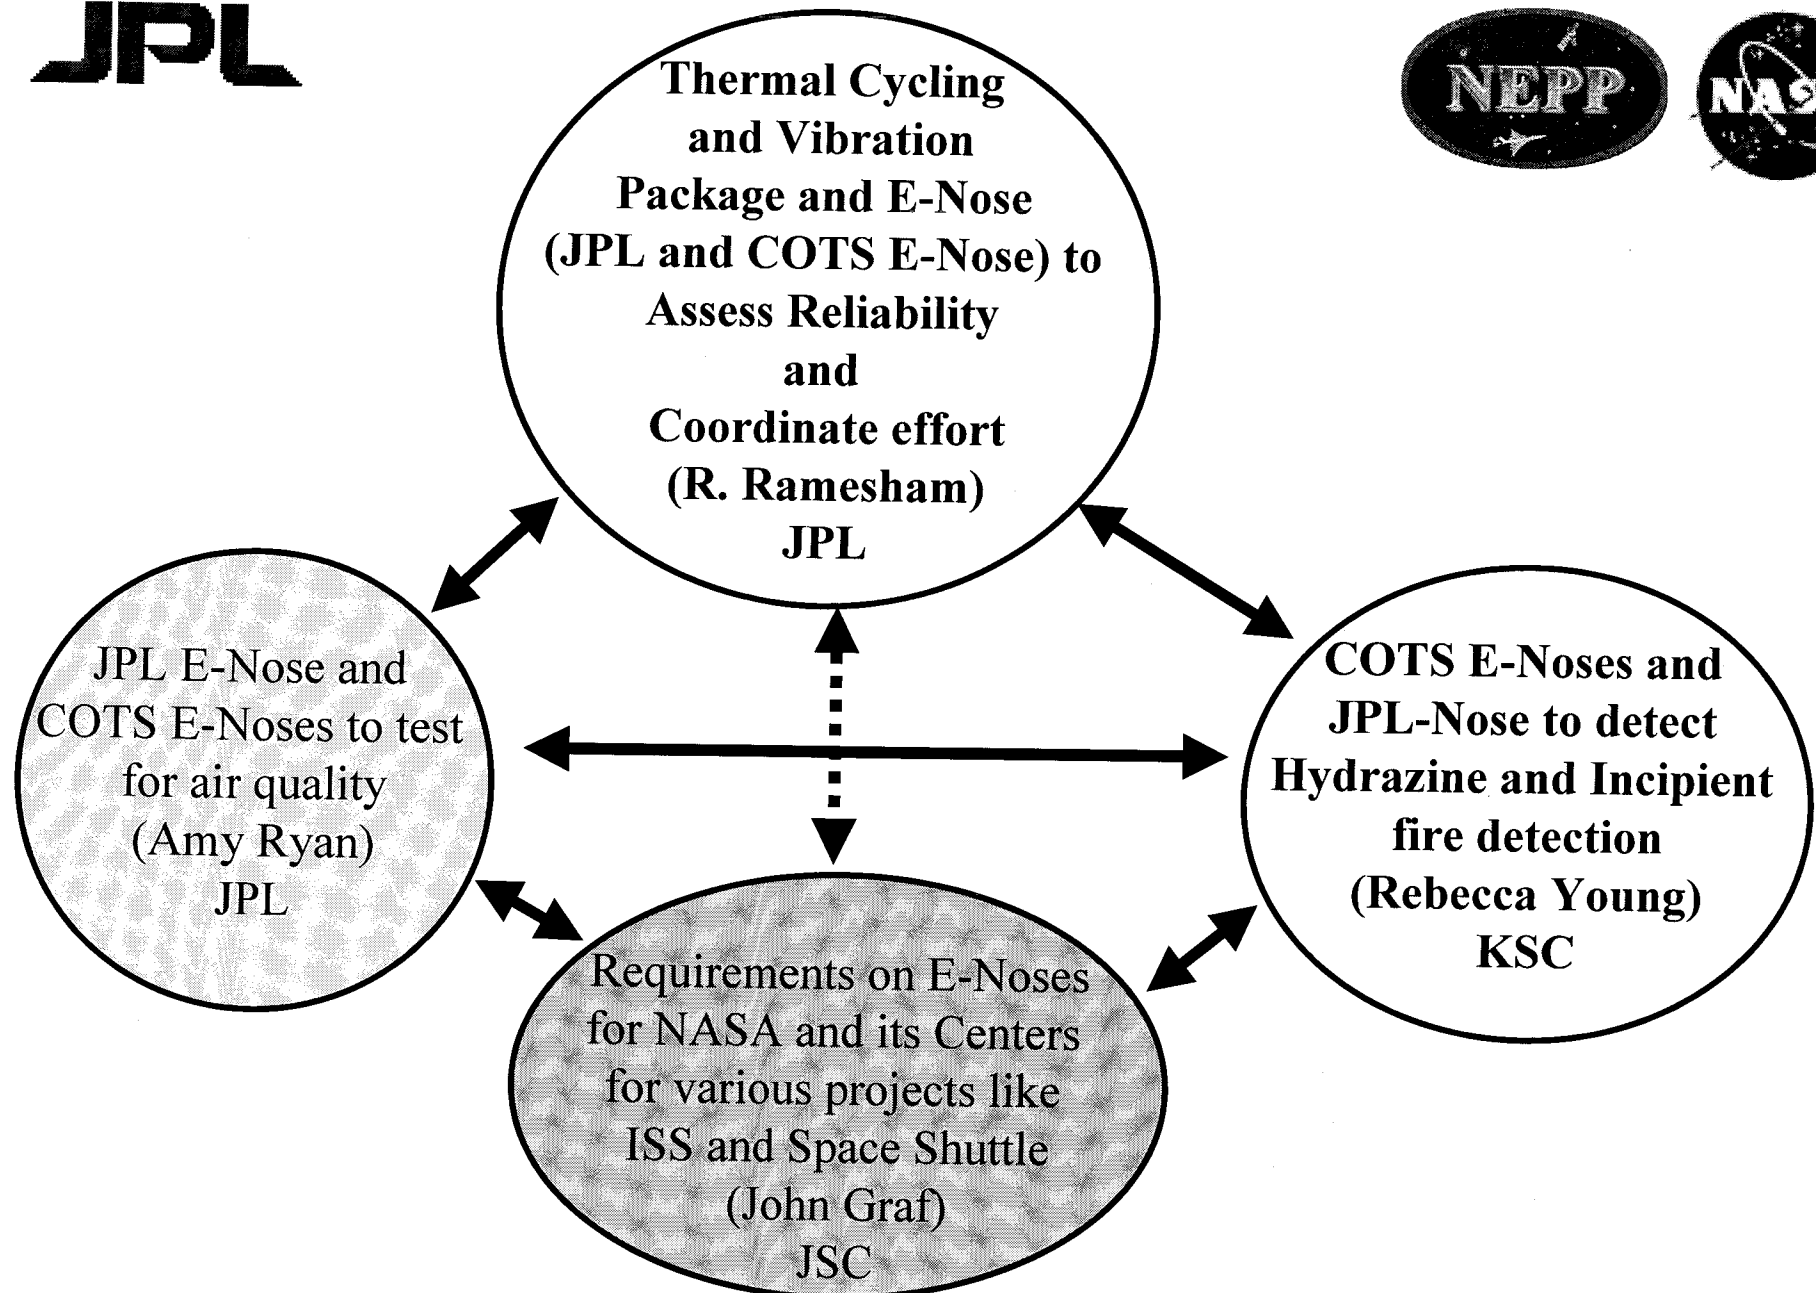 JPL
NEPP
NAS
Thermal Cycling
and Vibration
Package and E-Nose
(JPL and COTS E-Nose) to
Assess Reliability
and
Coordinate effort
(R. Ramesham)
JPL
JPL E-Nose and
COTS E-Noses to test
for air quality
(Amy Ryan)
JPL
COTS E-Noses and
JPL-Nose to detect
Hydrazine and Incipient
fire detection
(Rebecca Young)
KSC
Requirements on E-Noses
for NASA and its Centers
for various projects like
ISS and Space Shuttle
(John Graf)
JSC